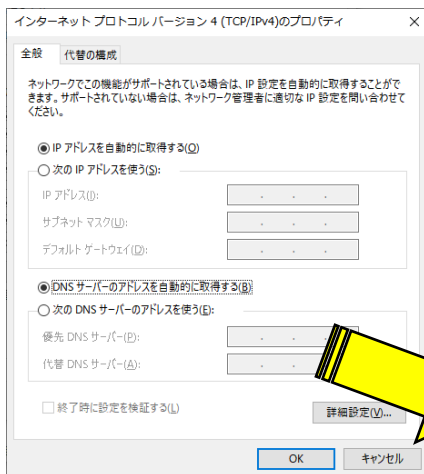 インターネット プロトコル バージョン 4 (TCP/IPv4)のプロパティ
全般 代替の構成
ネットワークでこの機能がサポートされている場合は、IP 設定を自動的に取得することがで
きます。サポートされていない場合は、ネットワーク管理者に適切な IP 設定を問い合わせて
ください。
IP アドレスを自動的に取得する(O)
次の IP アドレスを使う(S):
IP アドレス(I):
サブネット マスク(U):
デフォルト ゲートウェイ(D):
DNS サーバーのアドレスを自動的に取得する(B)
次の DNS サーバーのアドレスを使う(E):
優先 DNS サーバー(P):
代替 DNS サーバー(A):
終了時に設定を検証する(L)
詳細設定(V)...
OK キャンセル